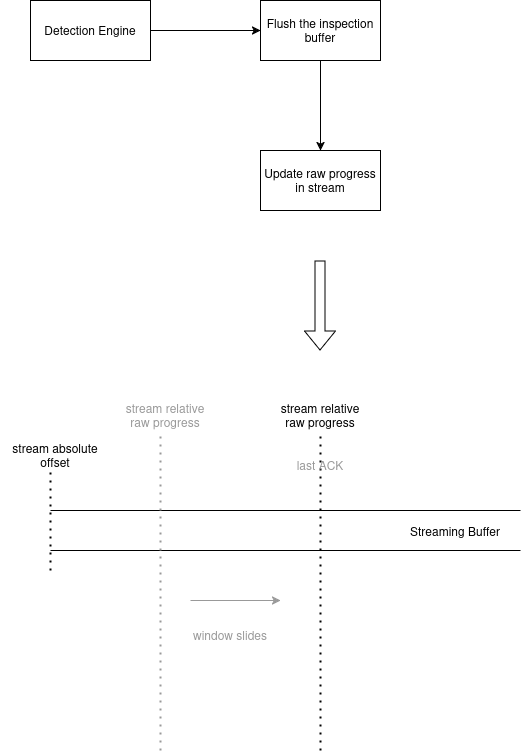 Detection Engine
Flush the inspection
buffer
Update raw progress
in stream
stream relative
raw progress
stream relative
raw progress
stream absolute
offset
last ACK
Streaming Buffer
window slides